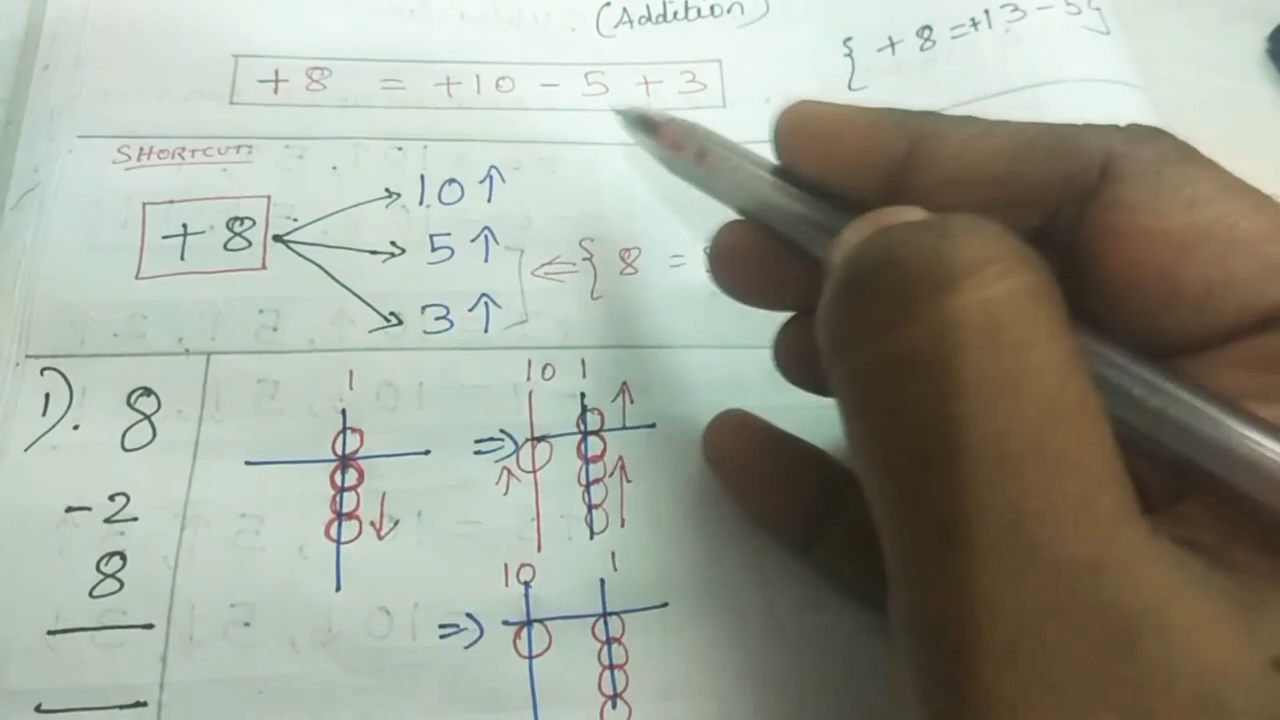 (Addition)
{ +8 = +13 - 5}
+8 = +10 - 5 + 3
SHORTCUT:
+8
10↑
5↑
3↑
⇐{ 8 =
1). 8
-2
8
1
⇒
10 1
⇒
10 1